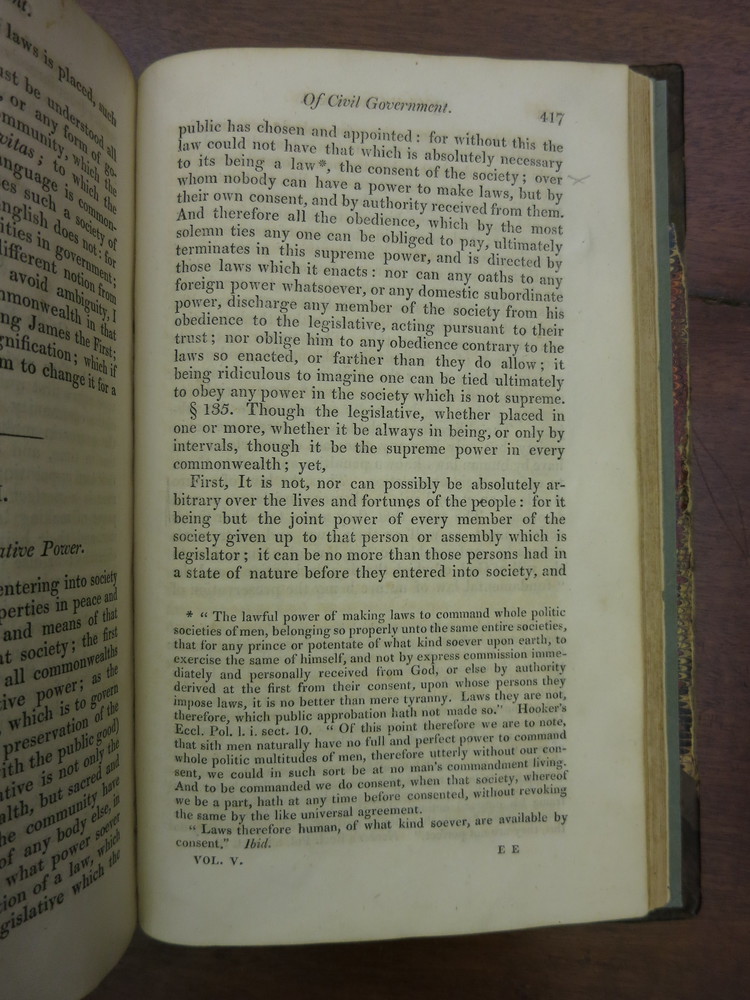 laws is placed, such
must be understood all
or any form of go-
community, which the
vitas; to which the
language is common-
such a society of
English does not: for
in government;
different notion from
avoid ambiguity, I
commonwealth in that
James the First;
signification; which if
to change it for a
Power.
entering into society
in peace and
and means of that
society; the first
all commonwealths
power; as the
which is to govern
preservation of the
with the public good)
is not only the
but sacred and
the community have
of any body else, in
what power soever
of a law, which
legislative which the
Of Civil Government.
417
public has chosen and appointed: for without this the
law could not have that which is absolutely necessary
to its being a law*, the consent of the society; over
whom nobody can have a power to make laws, but by
their own consent, and by authority received from them.
And therefore all the obedience, which by the most
solemn ties any one can be obliged to pay, ultimately
terminates in this supreme power, and is directed by
those laws which it enacts: nor can any oaths to any
foreign power whatsoever, or any domestic subordinate
power, discharge any member of the society from his
obedience to the legislative, acting pursuant to their
trust; nor oblige him to any obedience contrary to the
laws so enacted, or farther than they do allow; it
being ridiculous to imagine one can be tied ultimately
to obey any power in the society which is not supreme.
§ 135. Though the legislative, whether placed in
one or more, whether it be always in being, or only by
intervals, though it be the supreme power in every
commonwealth; yet,
First, It is not, nor can possibly be absolutely ar-
bitrary over the lives and fortunes of the people: for it
being but the joint power of every member of the
society given up to that person or assembly which is
legislator; it can be no more than those persons had in
a state of nature before they entered into society, and
* “ The lawful power of making laws to command whole politic
societies of men, belonging so properly unto the same entire societies,
that for any prince or potentate of what kind soever upon earth, to
exercise the same of himself, and not by express commission imme-
diately and personally received from God, or else by authority
derived at the first from their consent, upon whose persons they
impose laws, it is no better than mere tyranny. Laws they are not,
therefore, which public approbation hath not made so.” Hooker's
Eccl. Pol. l. i. sect. 10. “ Of this point therefore we are to note,
that sith men naturally have no full and perfect power to command
whole politic multitudes of men, therefore utterly without our con-
sent, we could in such sort be at no man's commandment living.
And to be commanded we do consent, when that society, whereof
we be a part, hath at any time before consented, without revoking
the same by the like universal agreement.
“ Laws therefore human, of what kind soever, are available by
consent.” Ibid.
VOL. V.
E E